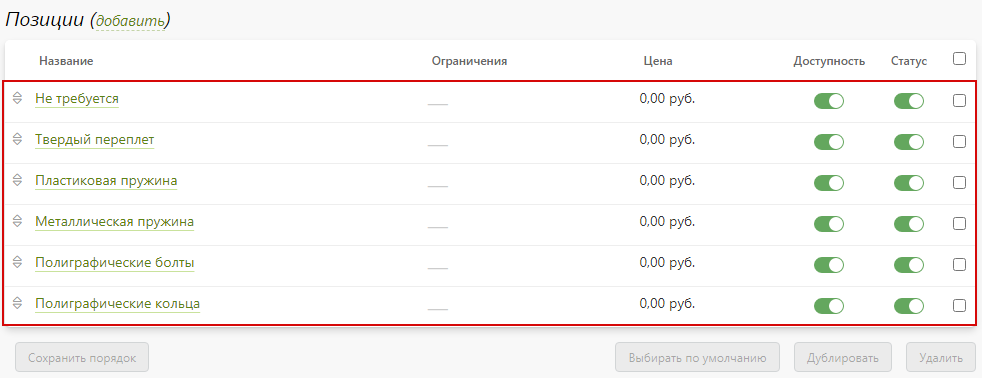 Позиции (добавить)
Название Ограничения Цена Доступность Статус
Не требуется 0,00 руб.
Твердый переплет 0,00 руб.
Пластиковая пружина 0,00 руб.
Металлическая пружина 0,00 руб.
Полиграфические болты 0,00 руб.
Полиграфические кольца 0,00 руб.
Сохранить порядок Выбирать по умолчанию Дублировать Удалить